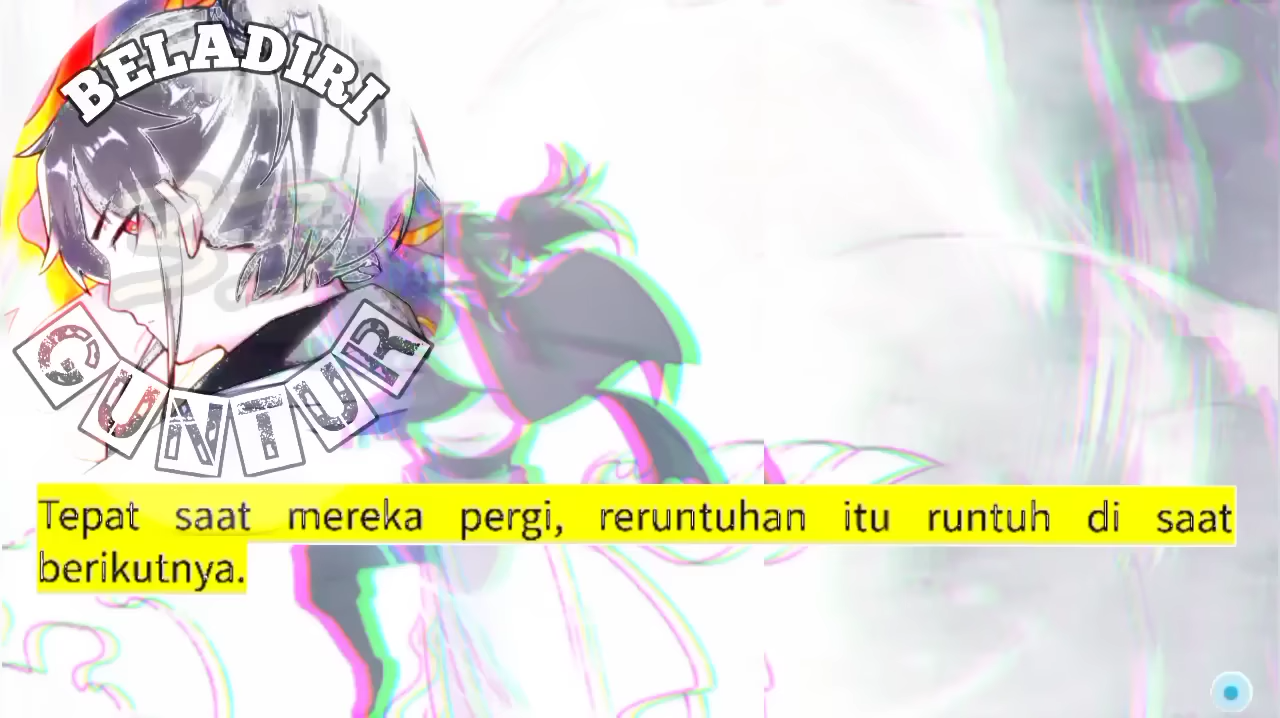 BELADIRI
GUNTUR
Tepat saat mereka pergi, reruntuhan itu runtuh di saat
berikutnya.